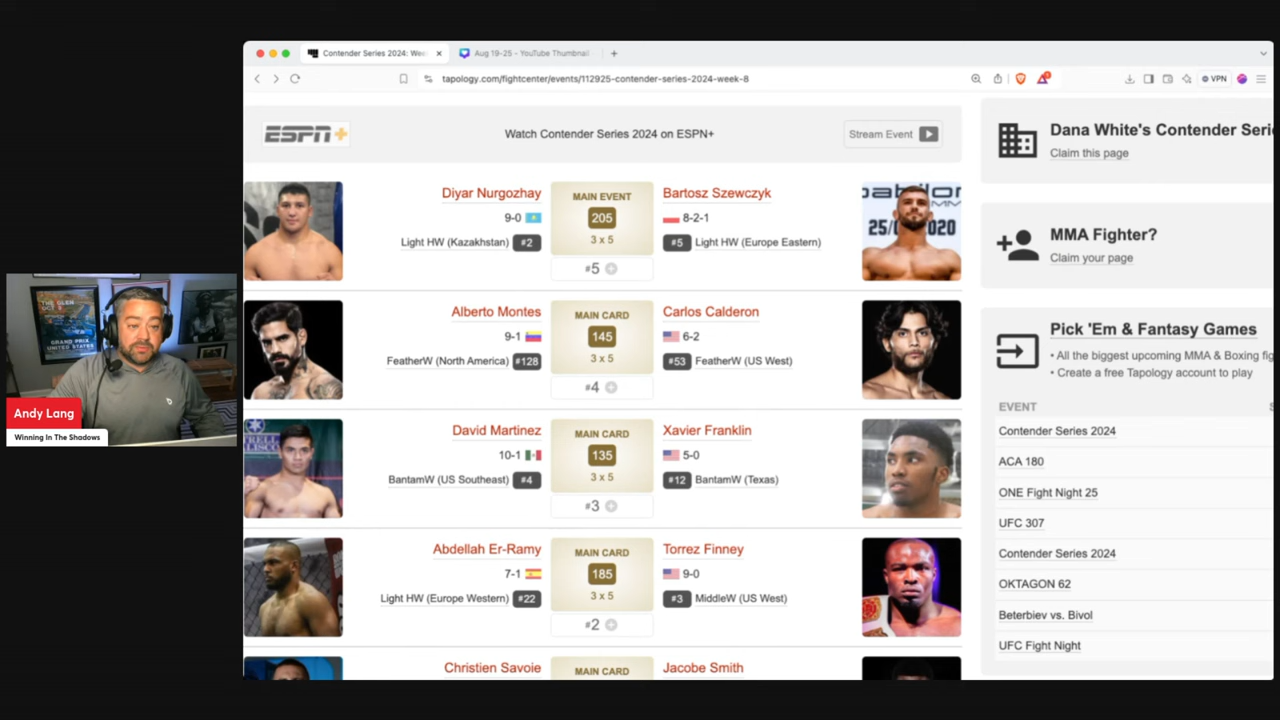 Contender Series 2024: Wee
Aug 19-25 - YouTube Thumbnail
tapology.com/fightcenter/events/112925-contender-series-2024-week-8
VPN
ESPN+
Watch Contender Series 2024 on ESPN+
Stream Event
Diyar Nurgozhay
9-0
Light HW (Kazakhstan) #2
MAIN EVENT
205
3 x 5
#5
Bartosz Szewczyk
8-2-1
#5 Light HW (Europe Eastern)
25/ 2020
Alberto Montes
9-1
FeatherW (North America) #128
MAIN CARD
145
3 x 5
#4
Carlos Calderon
6-2
#53 FeatherW (US West)
David Martinez
10-1
BantamW (US Southeast) #4
MAIN CARD
135
3 x 5
#3
Xavier Franklin
5-0
#12 BantamW (Texas)
Abdellah Er-Ramy
7-1
Light HW (Europe Western) #22
MAIN CARD
185
3 x 5
#2
Torrez Finney
9-0
#3 MiddleW (US West)
Christien Savoie
MAIN CARD
Jacobe Smith
Dana White's Contender Seri
Claim this page
MMA Fighter?
Claim your page
Pick 'Em & Fantasy Games
• All the biggest upcoming MMA & Boxing fig
• Create a free Tapology account to play
EVENT
Contender Series 2024
ACA 180
ONE Fight Night 25
UFC 307
Contender Series 2024
OKTAGON 62
Beterbiev vs. Bivol
UFC Fight Night
THE GLEN
GRAND PRIX
UNITED STATES
Andy Lang
Winning In The Shadows